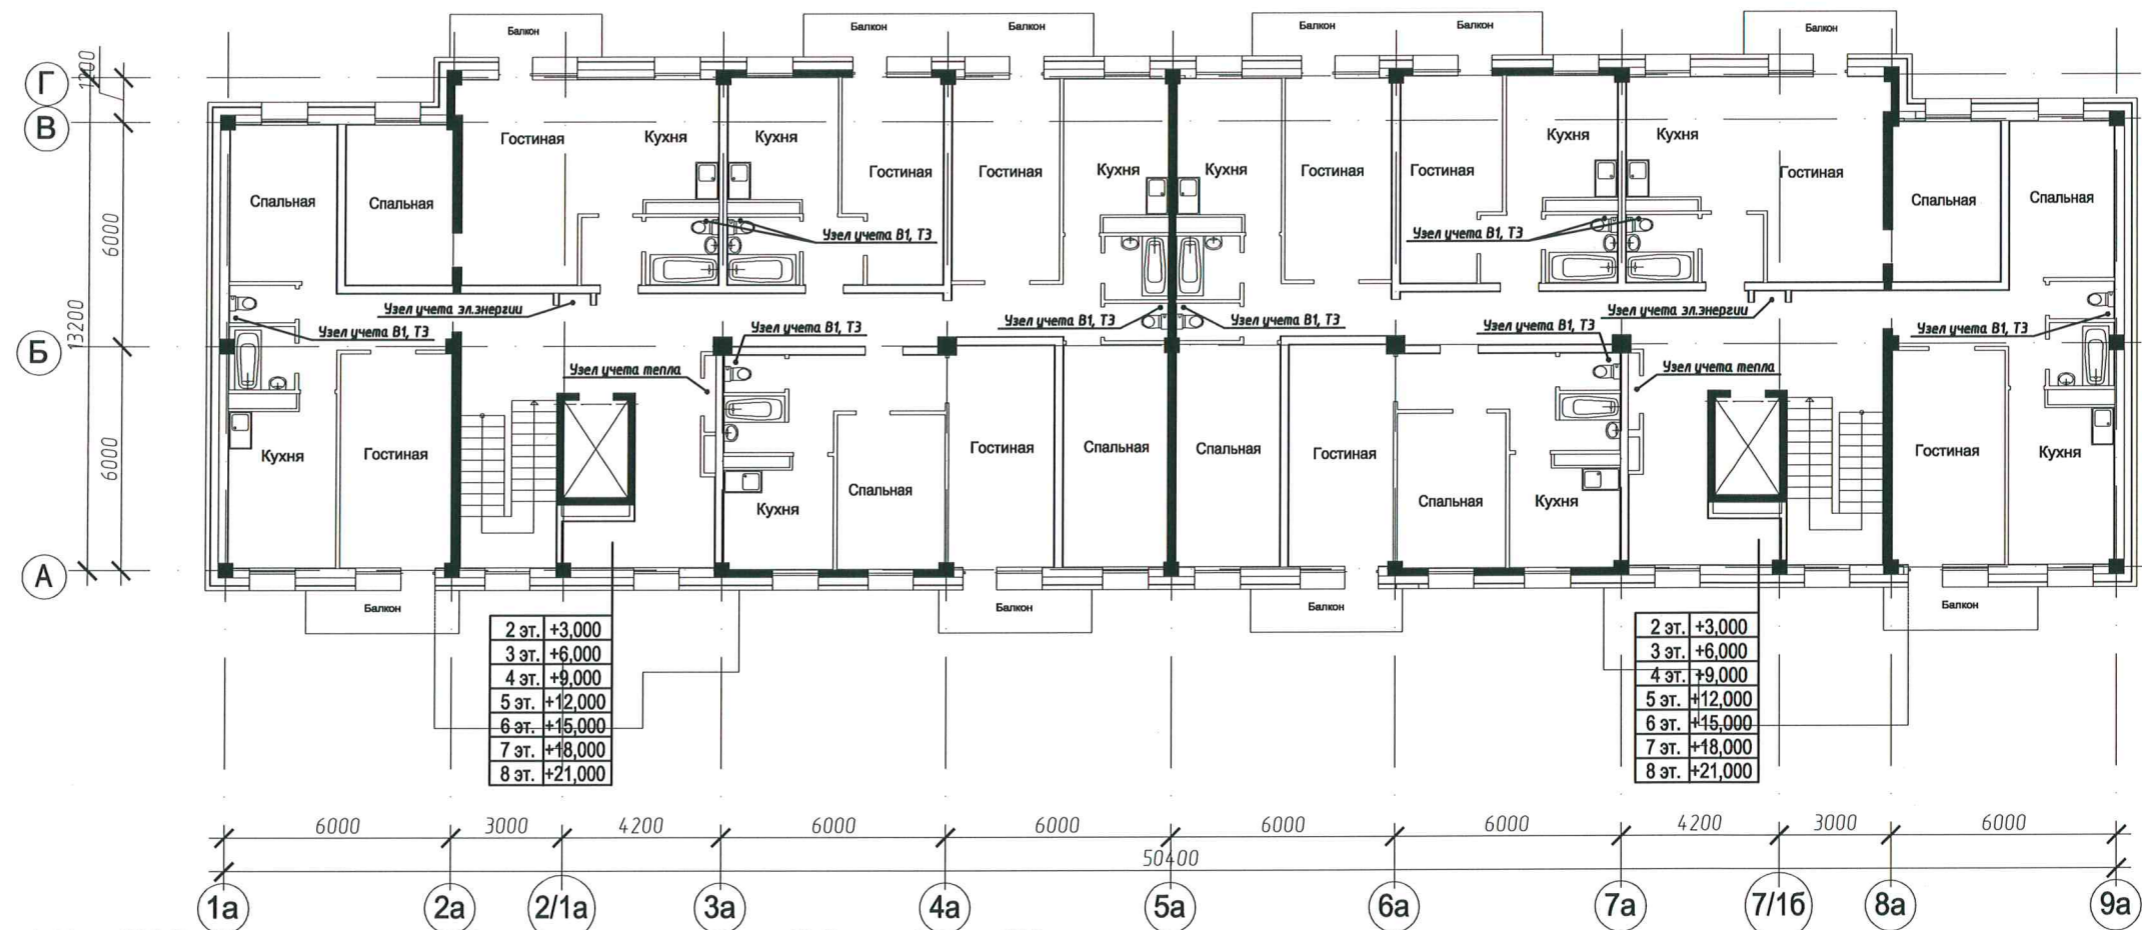 Балкон
Балкон
Балкон
Балкон
Балкон
Балкон
Г
1200
В
Гостиная
Кухня
Кухня
Гостиная
Гостиная
Кухня
Кухня
Гостиная
Гостиная
Кухня
Кухня
Гостиная
Спальная
Спальная
Спальная
Спальная
6000
Узел учета В1, Т3
Узел учета В1, Т3
13200
Узел учета эл.энергии
Узел учета эл.энергии
Узел учета В1, Т3
Узел учета В1, Т3
Узел учета В1, Т3
Узел учета В1, Т3
Узел учета В1, Т3
Узел учета В1, Т3
Б
Узел учета тепла
Узел учета тепла
6000
Кухня
Гостиная
Кухня
Спальная
Гостиная
Спальная
Спальная
Гостиная
Спальная
Кухня
Гостиная
Кухня
А
Балкон
Балкон
Балкон
Балкон
2 эт. +3,000
3 эт. +6,000
4 эт. +9,000
5 эт. +12,000
6 эт. +15,000
7 эт. +18,000
8 эт. +21,000
2 эт. +3,000
3 эт. +6,000
4 эт. +9,000
5 эт. +12,000
6 эт. +15,000
7 эт. +18,000
8 эт. +21,000
6000 3000 4200 6000 6000 6000 6000 4200 3000 6000
50400
1а 2а 2/1а 3а 4а 5а 6а 7а 7/1б 8а 9а